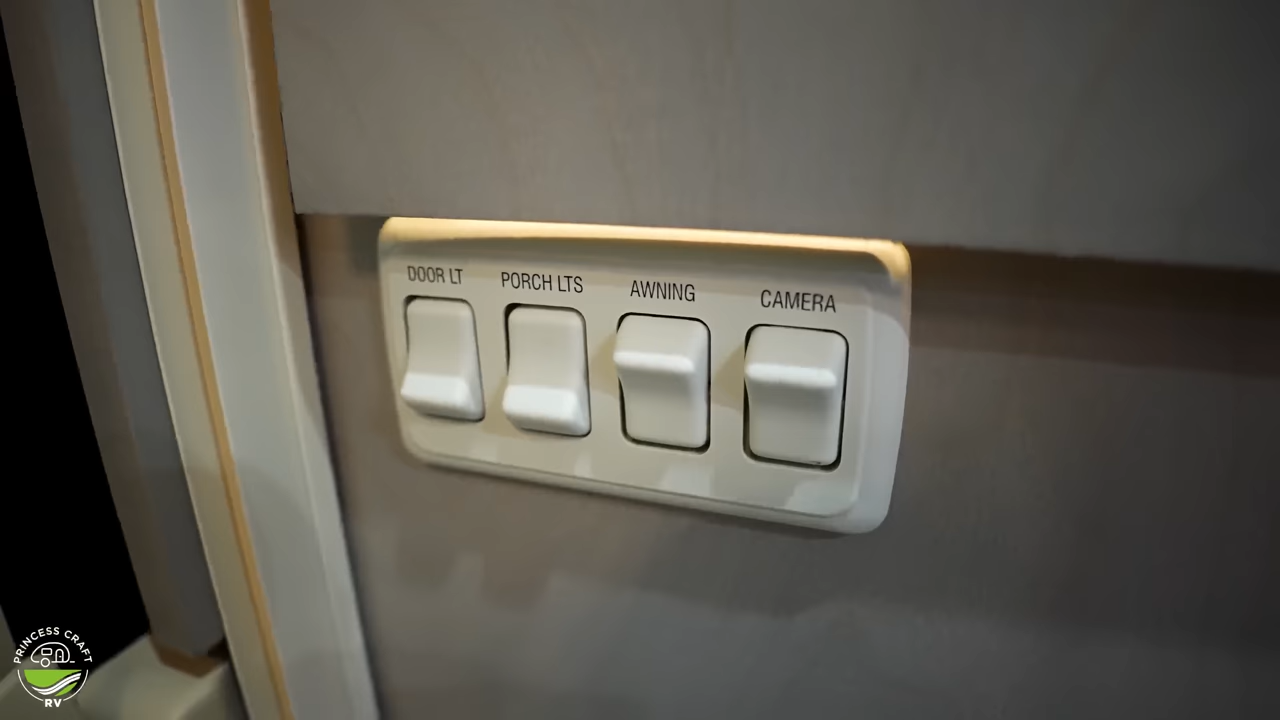 DOOR LT
PORCH LTS
AWNING
CAMERA
PRINCESS CRAFT
RV